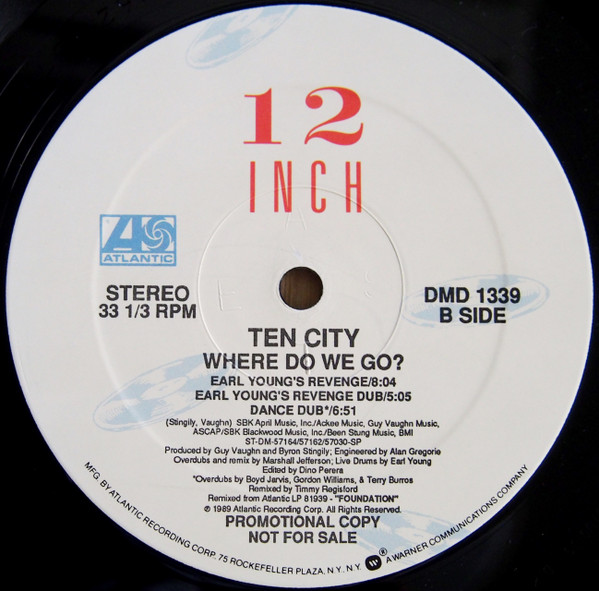 12
INCH
ATLANTIC
STEREO
33 1/3 RPM
DMD 1339
B SIDE
TEN CITY
WHERE DO WE GO?
EARL YOUNG'S REVENGE/8:04
EARL YOUNG'S REVENGE DUB/5:05
DANCE DUB*/6:51
(Stingily, Vaughn) SBK April Music, Inc./Ackee Music, Guy Vaughn Music,
ASCAP/SBK Blackwood Music, Inc./Been Stung Music, BMI
ST-DM-57164/57162/57030-SP
Produced by Guy Vaughn and Byron Stingily; Engineered by Alan Gregorie
Overdubs and remix by Marshall Jefferson; Live Drums by Earl Young
Edited by Dino Perera
*Overdubs by Boyd Jarvis, Gordon Williams, & Terry Burros
Remixed by Timmy Regisford
Remixed from Atlantic LP 81939 - "FOUNDATION"
℗ 1989 Atlantic Recording Corp. All Rights Reserved.
PROMOTIONAL COPY
NOT FOR SALE
MFG. BY ATLANTIC RECORDING CORP. 75 ROCKEFELLER PLAZA, N.Y. N.Y. W ® A WARNER COMMUNICATIONS COMPANY